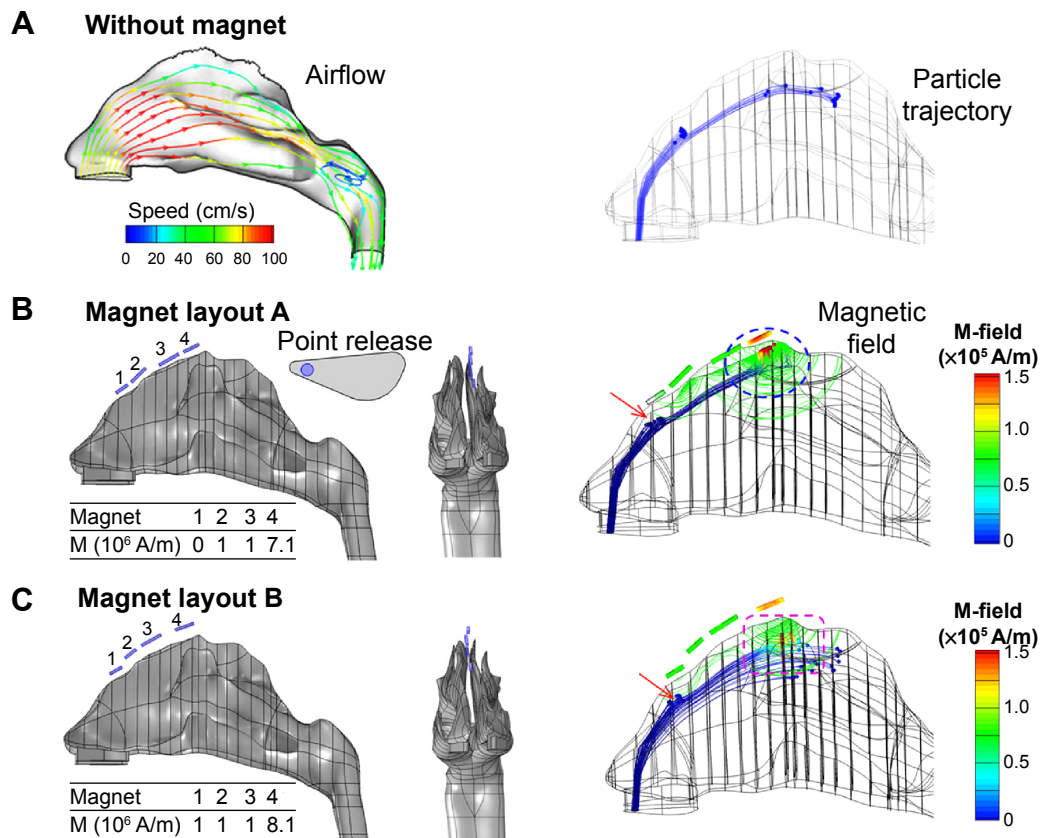 A
Without magnet
Airflow
Speed (cm/s)
0 20 40 60 80 100
Particle
trajectory
B
Magnet layout A
1 2 3 4
Point release
Magnet 1 2 3 4
M (10⁶ A/m) 0 1 1 7.1
Magnetic
field
M-field
(×10⁵ A/m)
1.5
1.0
0.5
0
C
Magnet layout B
1 2 3 4
Magnet 1 2 3 4
M (10⁶ A/m) 1 1 1 8.1
M-field
(×10⁵ A/m)
1.5
1.0
0.5
0